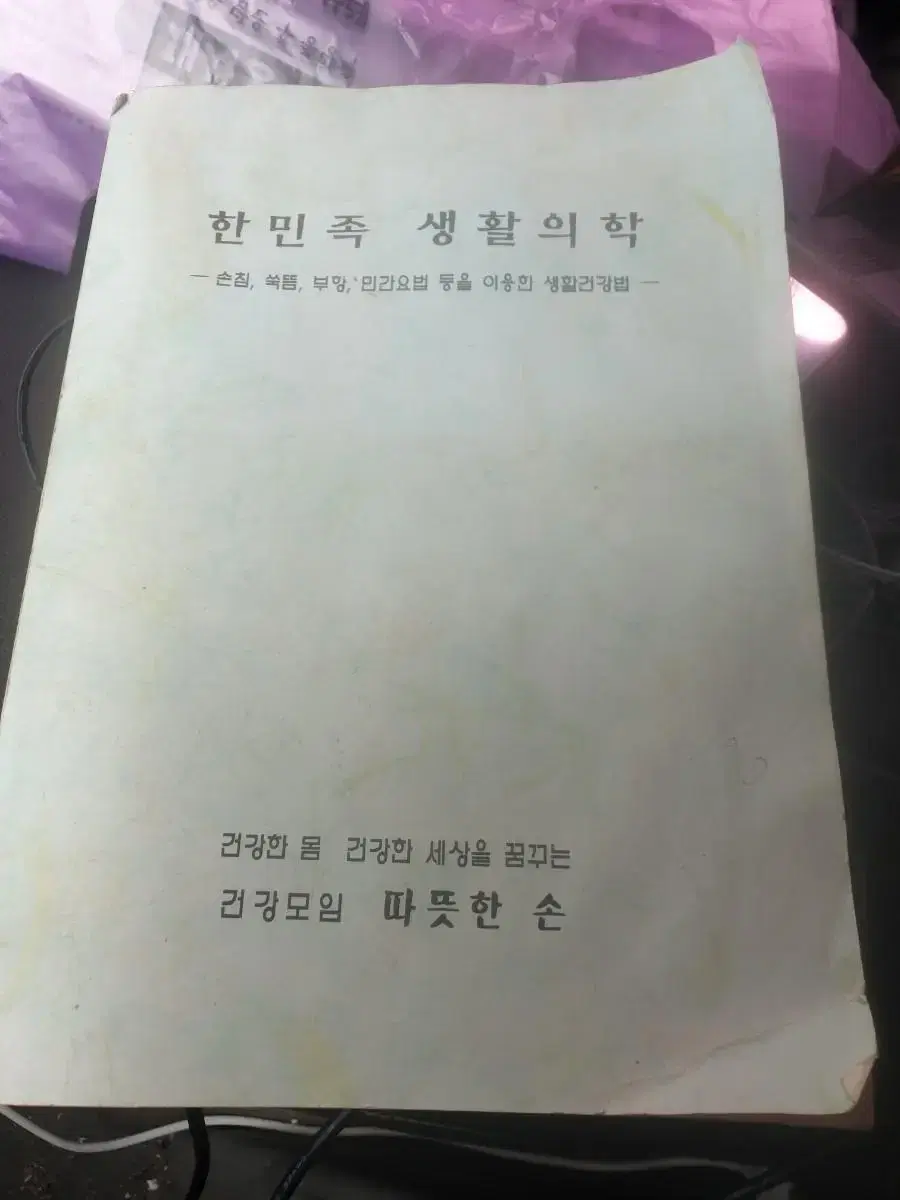 한민족 생활의학
— 손침, 쑥뜸, 부항, 민간요법 등을 이용한 생활건강법 —
건강한 몸 건강한 세상을 꿈꾸는
건강모임 따뜻한 손